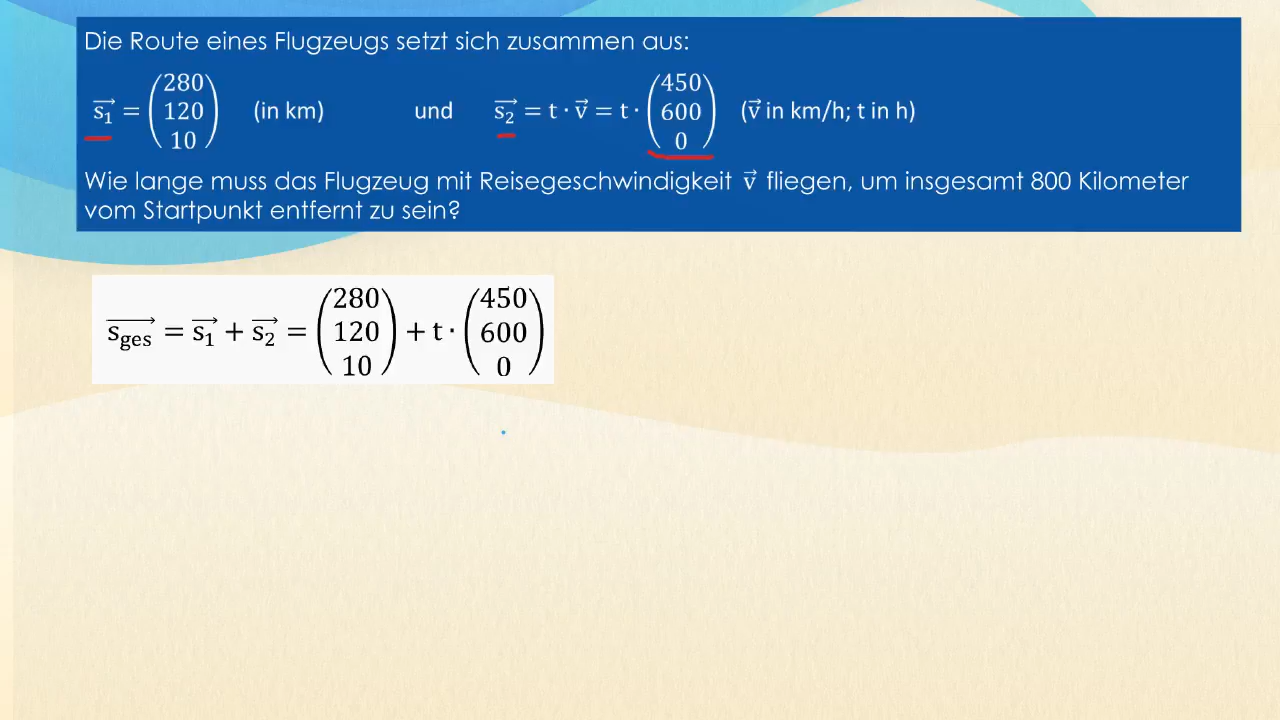 Die Route eines Flugzeugs setzt sich zusammen aus:
s₁⃗ = (280 120 10) (in km) und s₂⃗ = t · v⃗ = t · (450 600 0) (v⃗ in km/h; t in h)
Wie lange muss das Flugzeug mit Reisegeschwindigkeit v⃗ fliegen, um insgesamt 800 Kilometer
vom Startpunkt entfernt zu sein?
s_ges⃗ = s₁⃗ + s₂⃗ = (280 120 10) + t · (450 600 0)